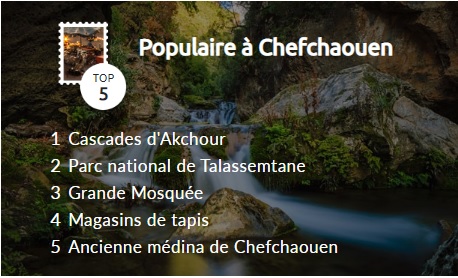 Populaire à Chefchaouen
TOP
5
1 Cascades d'Akchour
2 Parc national de Talassemtane
3 Grande Mosquée
4 Magasins de tapis
5 Ancienne médina de Chefchaouen